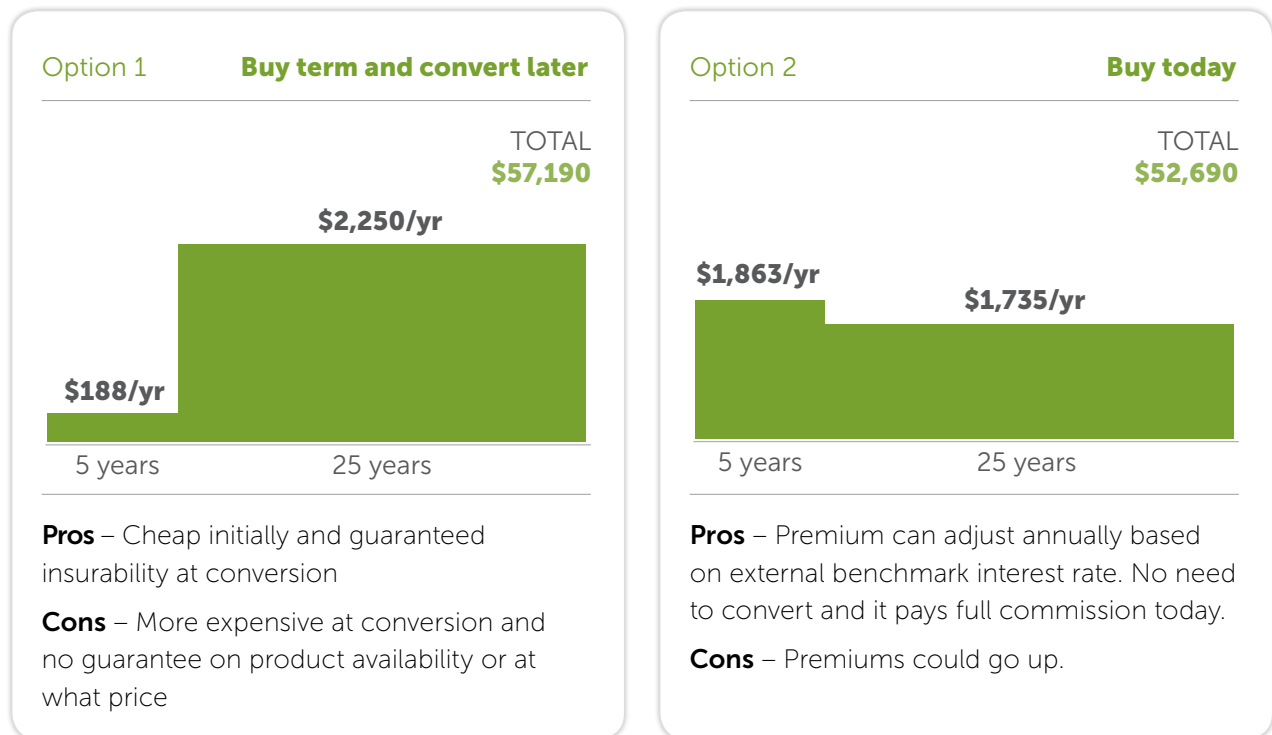 Option 1
Buy term and convert later
TOTAL
$57,190
$2,250/yr
$188/yr
5 years
25 years
Pros – Cheap initially and guaranteed
insurability at conversion
Cons – More expensive at conversion and
no guarantee on product availability or at
what price
Option 2
Buy today
TOTAL
$52,690
$1,863/yr
$1,735/yr
5 years
25 years
Pros – Premium can adjust annually based
on external benchmark interest rate. No need
to convert and it pays full commission today.
Cons – Premiums could go up.